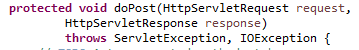 protected void doPost(HttpServletRequest request,
HttpServletResponse response)
throws ServletException, IOException {